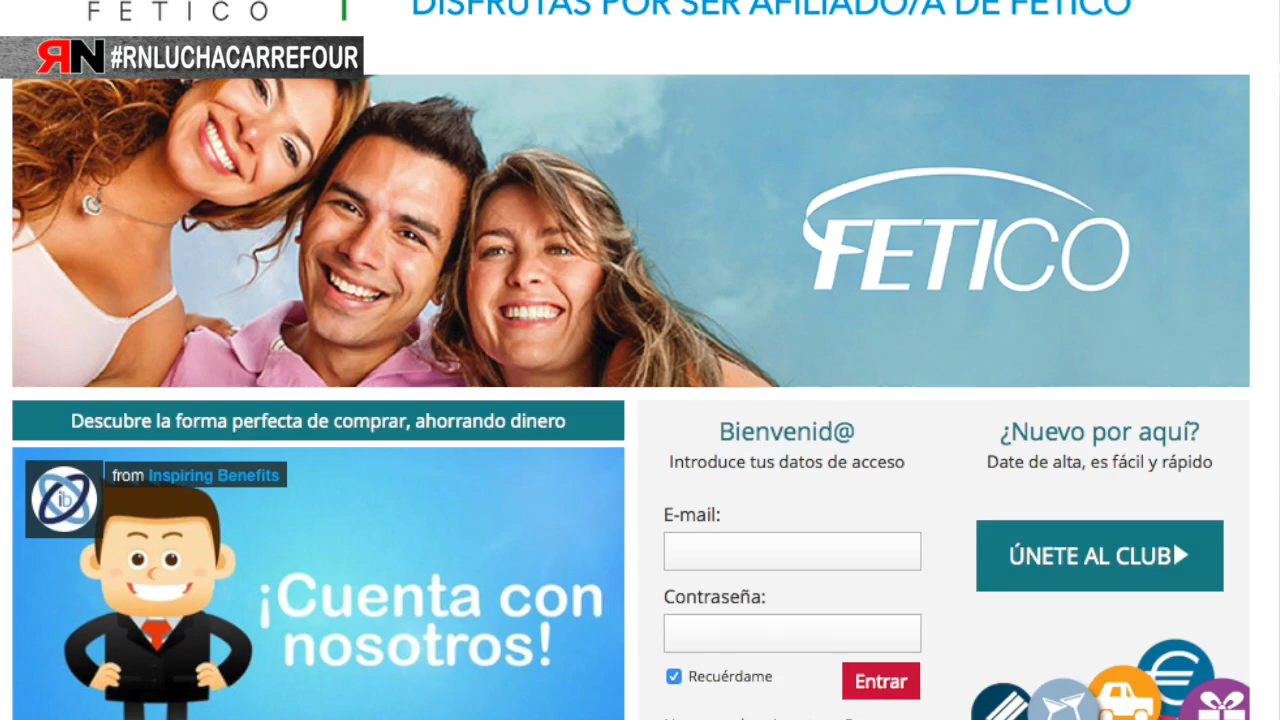 FETICO
DISFRUTAS POR SER AFILIADO/A DE FETICO
RN #RNLUCHACARREFOUR
FETICO
Descubre la forma perfecta de comprar, ahorrando dinero
from Inspiring Benefits
ib
¡Cuenta con
nosotros!
Bienvenid@
Introduce tus datos de acceso
E-mail:
Contraseña:
Recuérdame
Entrar
¿Nuevo por aquí?
Date de alta, es fácil y rápido
ÚNETE AL CLUB